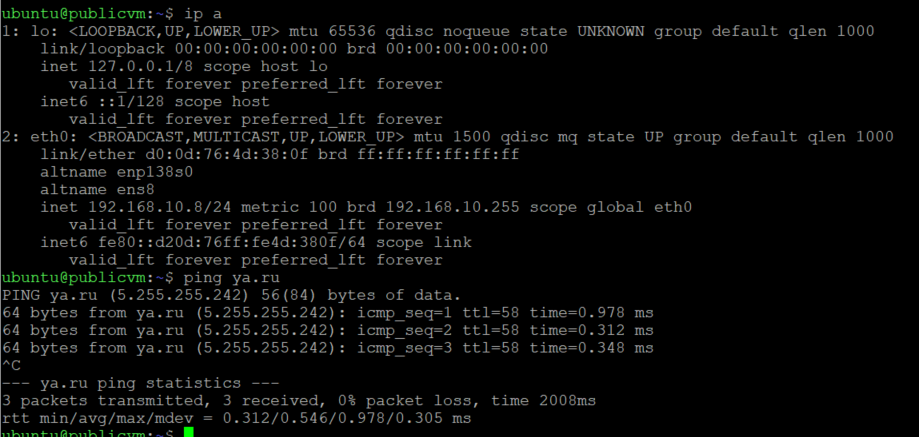 ubuntu@publicvm:~$ ip a
1: lo: <LOOPBACK,UP,LOWER_UP> mtu 65536 qdisc noqueue state UNKNOWN group default qlen 1000
    link/loopback 00:00:00:00:00:00 brd 00:00:00:00:00:00
    inet 127.0.0.1/8 scope host lo
       valid_lft forever preferred_lft forever
    inet6 ::1/128 scope host
       valid_lft forever preferred_lft forever
2: eth0: <BROADCAST,MULTICAST,UP,LOWER_UP> mtu 1500 qdisc mq state UP group default qlen 1000
    link/ether d0:0d:76:4d:38:0f brd ff:ff:ff:ff:ff:ff
    altname enp138s0
    altname ens8
    inet 192.168.10.8/24 metric 100 brd 192.168.10.255 scope global eth0
       valid_lft forever preferred_lft forever
    inet6 fe80::d20d:76ff:fe4d:380f/64 scope link
       valid_lft forever preferred_lft forever
ubuntu@publicvm:~$ ping ya.ru
PING ya.ru (5.255.255.242) 56(84) bytes of data.
64 bytes from ya.ru (5.255.255.242): icmp_seq=1 ttl=58 time=0.978 ms
64 bytes from ya.ru (5.255.255.242): icmp_seq=2 ttl=58 time=0.312 ms
64 bytes from ya.ru (5.255.255.242): icmp_seq=3 ttl=58 time=0.348 ms
^C
--- ya.ru ping statistics ---
3 packets transmitted, 3 received, 0% packet loss, time 2008ms
rtt min/avg/max/mdev = 0.312/0.546/0.978/0.305 ms
ubuntu@publicvm:~$